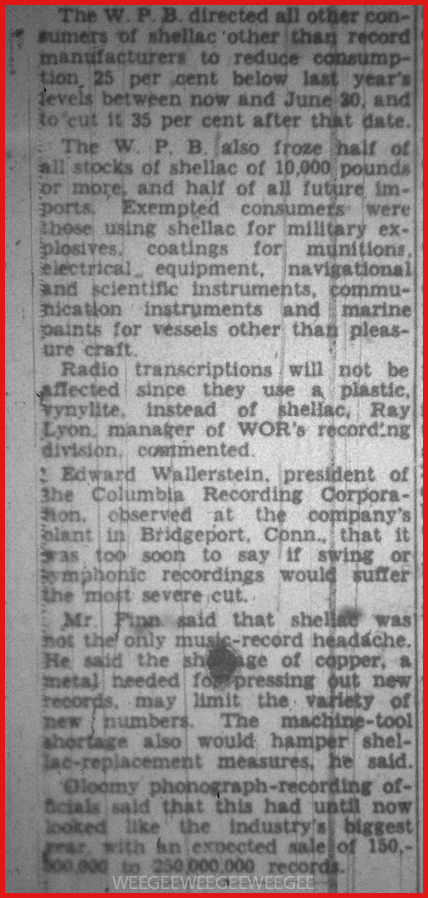 The W. P. B. directed all other con-
sumers of shellac other than record
manufacturers to reduce consump-
tion 25 per cent below last year's
levels between now and June 30, and
to cut it 35 per cent after that date.
The W. P. B. also froze half of
all stocks of shellac of 10,000 pounds
or more, and half of all future im-
ports. Exempted consumers were
those using shellac for military ex-
plosives, coatings for munitions,
electrical equipment, navigational
and scientific instruments, commu-
nication instruments and marine
paints for vessels other than pleas-
ure craft.
Radio transcriptions will not be
affected since they use a plastic,
vynylite, instead of shellac, Ray
Lyon, manager of WOR's recording
division, commented.
Edward Wallerstein, president of
the Columbia Recording Corpora-
tion, observed at the company's
plant in Bridgeport, Conn., that it
was too soon to say if swing or
symphonic recordings would suffer
the most severe cut.
Mr. Finn said that shellac was
not the only music-record headache.
He said the shortage of copper, a
metal needed for pressing out new
records, may limit the variety of
new numbers. The machine-tool
shortage also would hamper shel-
lac-replacement measures, he said.
Gloomy phonograph-recording of-
ficials said that this had until now
looked like the industry's biggest
year, with an expected sale of 150,-
000,000 to 250,000,000 records.
WEEGEEWEEGEEWEEGEE